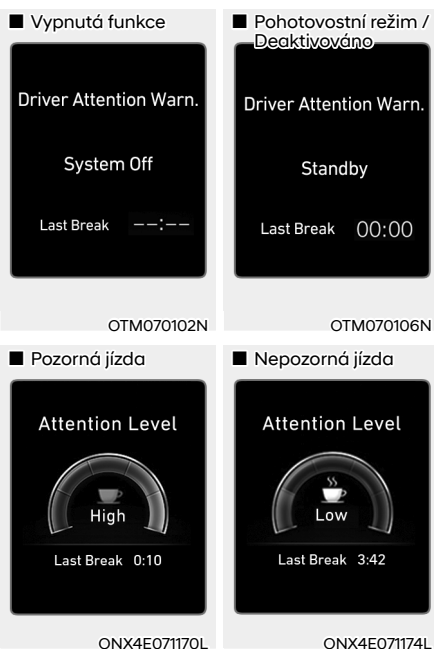 ■ Vypnutá funkce
Driver Attention Warn.
System Off
Last Break --:--
OTM070102N
■ Pohotovostní režim /
Deaktivováno
Driver Attention Warn.
Standby
Last Break 00:00
OTM070106N
■ Pozorná jízda
Attention Level
High
Last Break 0:10
ONX4E071170L
■ Nepozorná jízda
Attention Level
Low
Last Break 3:42
ONX4E071174L